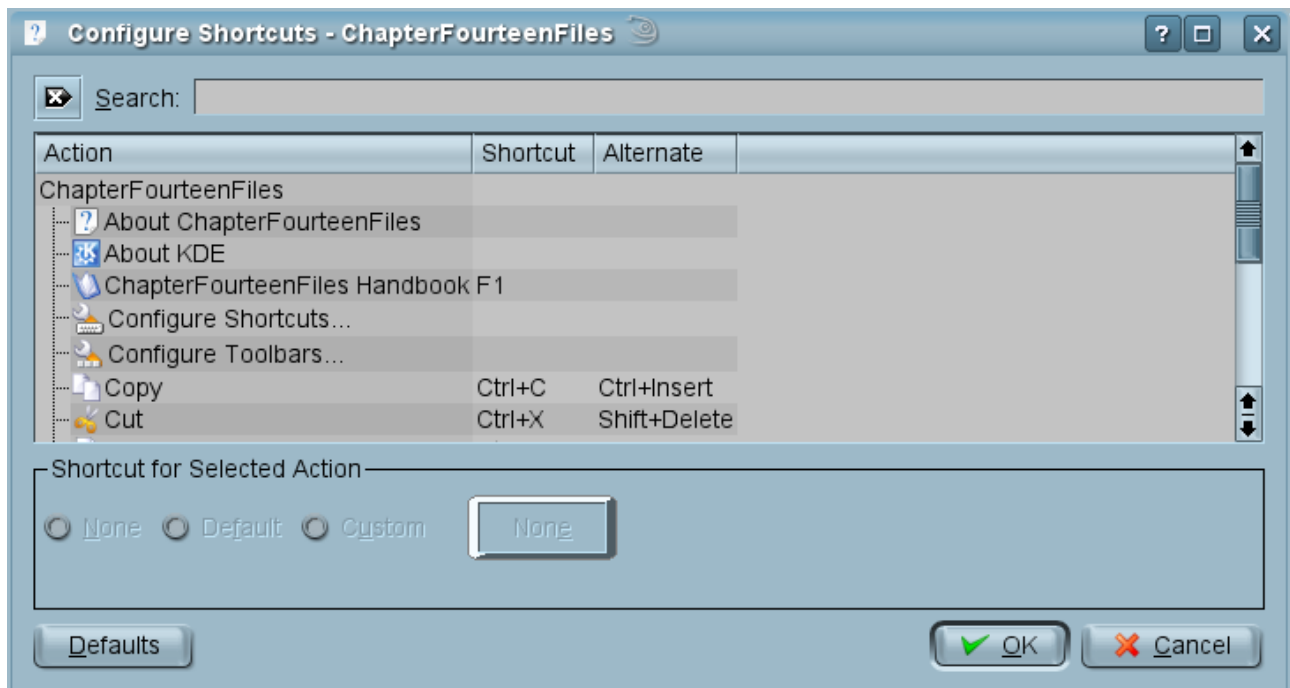 Configure Shortcuts - ChapterFourteenFiles
Search:
Action Shortcut Alternate
ChapterFourteenFiles
About ChapterFourteenFiles
About KDE
ChapterFourteenFiles Handbook F1
Configure Shortcuts...
Configure Toolbars...
Copy Ctrl+C Ctrl+Insert
Cut Ctrl+X Shift+Delete
Shortcut for Selected Action
None Default Custom None
Defaults OK Cancel